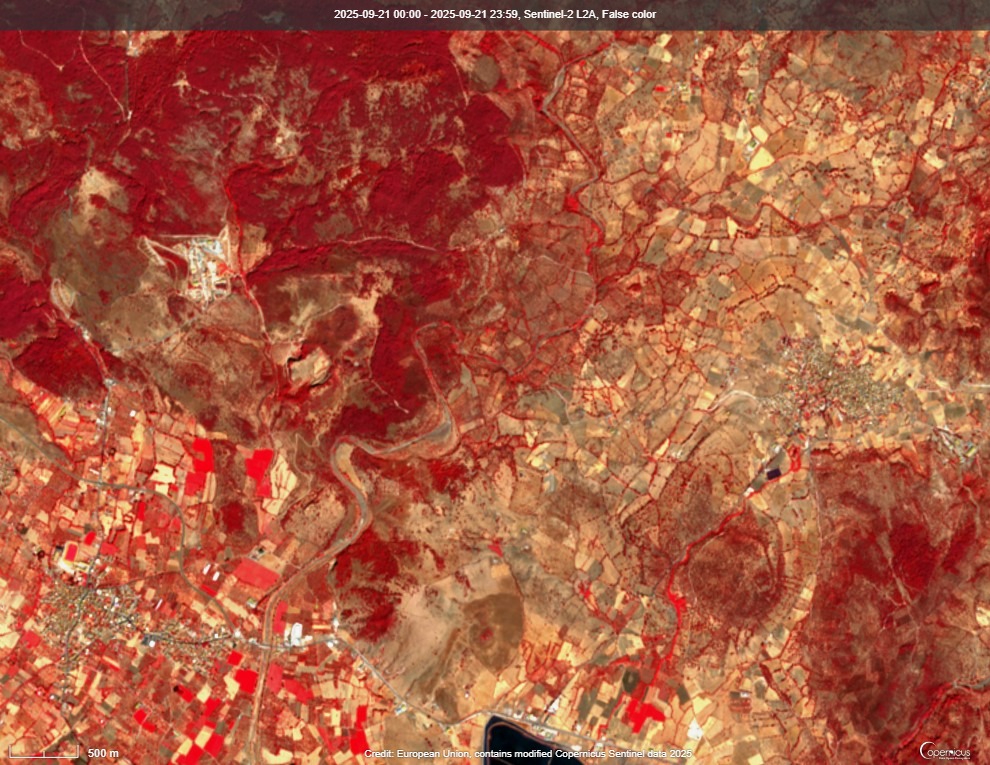 2025-09-21 00:00 - 2025-09-21 23:59, Sentinel-2 L2A, False color
500 m
Credit: European Union, contains modified Copernicus Sentinel data 2025
Copernicus